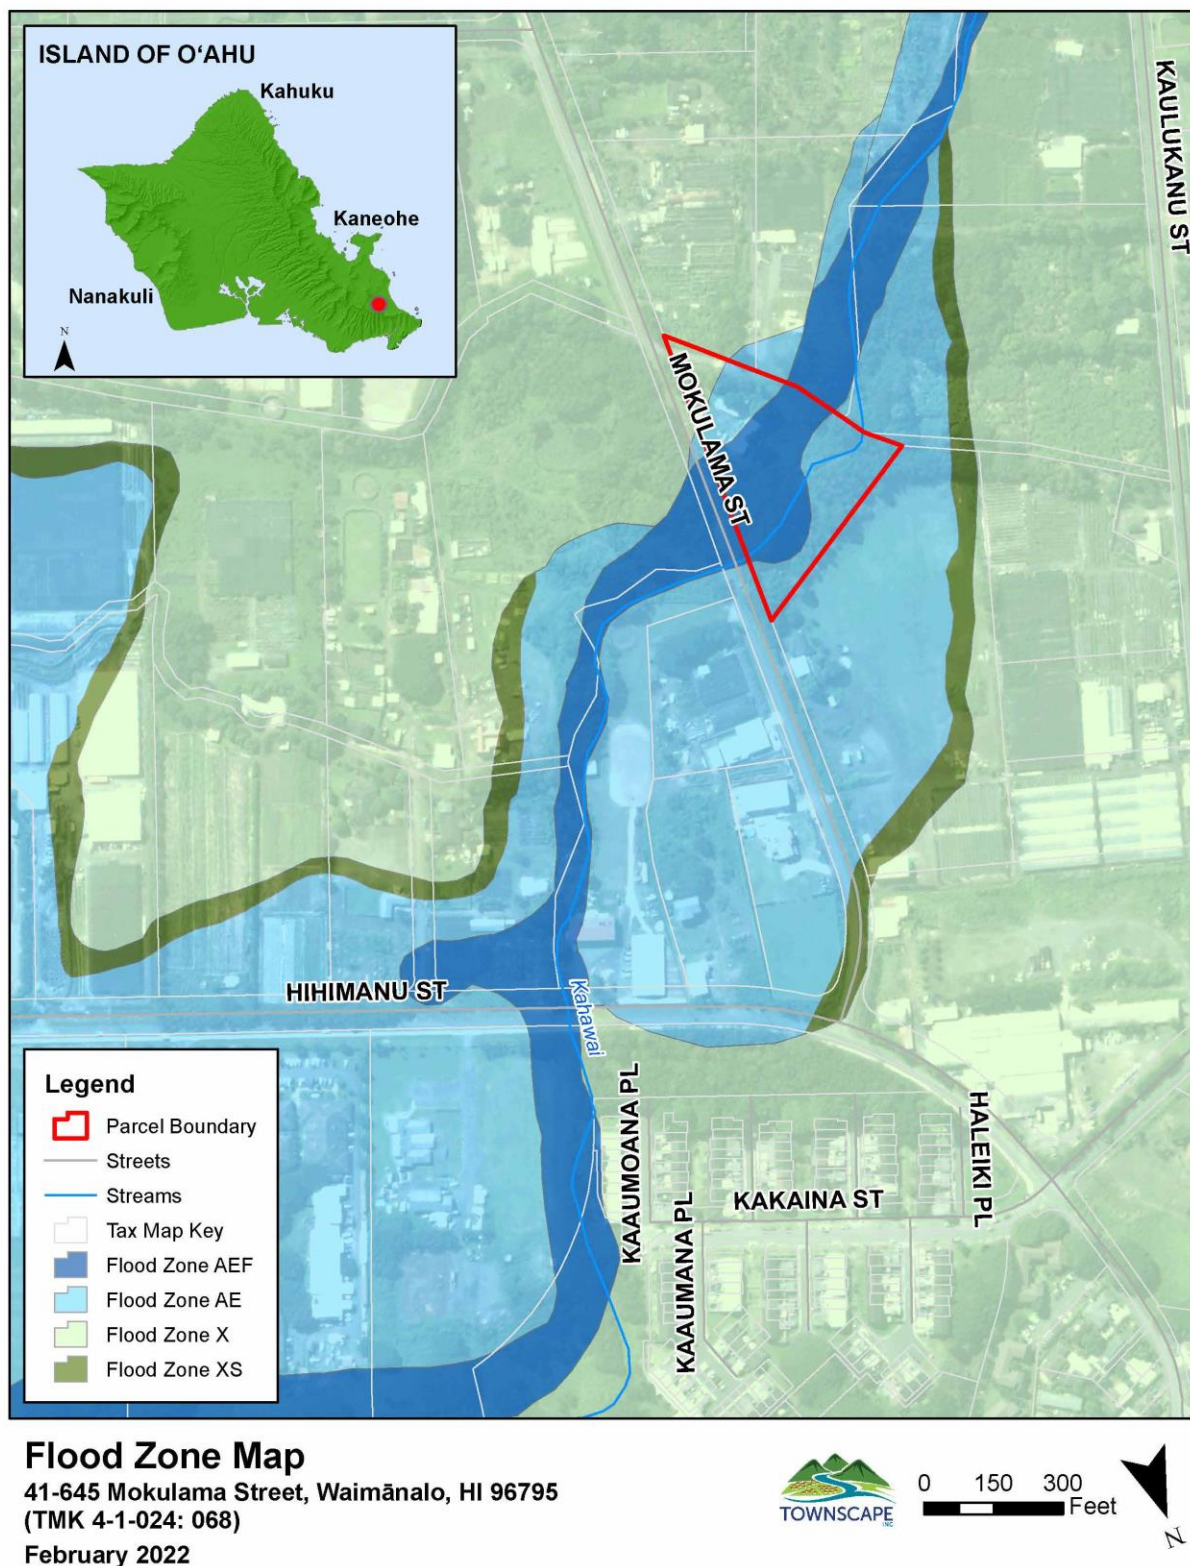 ISLAND OF O‘AHU
Kahuku
Kaneohe
Nanakuli
N
KAULUKANU ST
MOKULAMA ST
HIHIMANU ST
Kahawai
KAAUMOANA PL
KAAUMANA PL
KAKAINA ST
HALEIKI PL
Legend
Parcel Boundary
Streets
Streams
Tax Map Key
Flood Zone AEF
Flood Zone AE
Flood Zone X
Flood Zone XS
Flood Zone Map
41-645 Mokulama Street, Waimānalo, HI 96795
(TMK 4-1-024: 068)
February 2022
TOWNSCAPE
INC
0 150 300
Feet
N